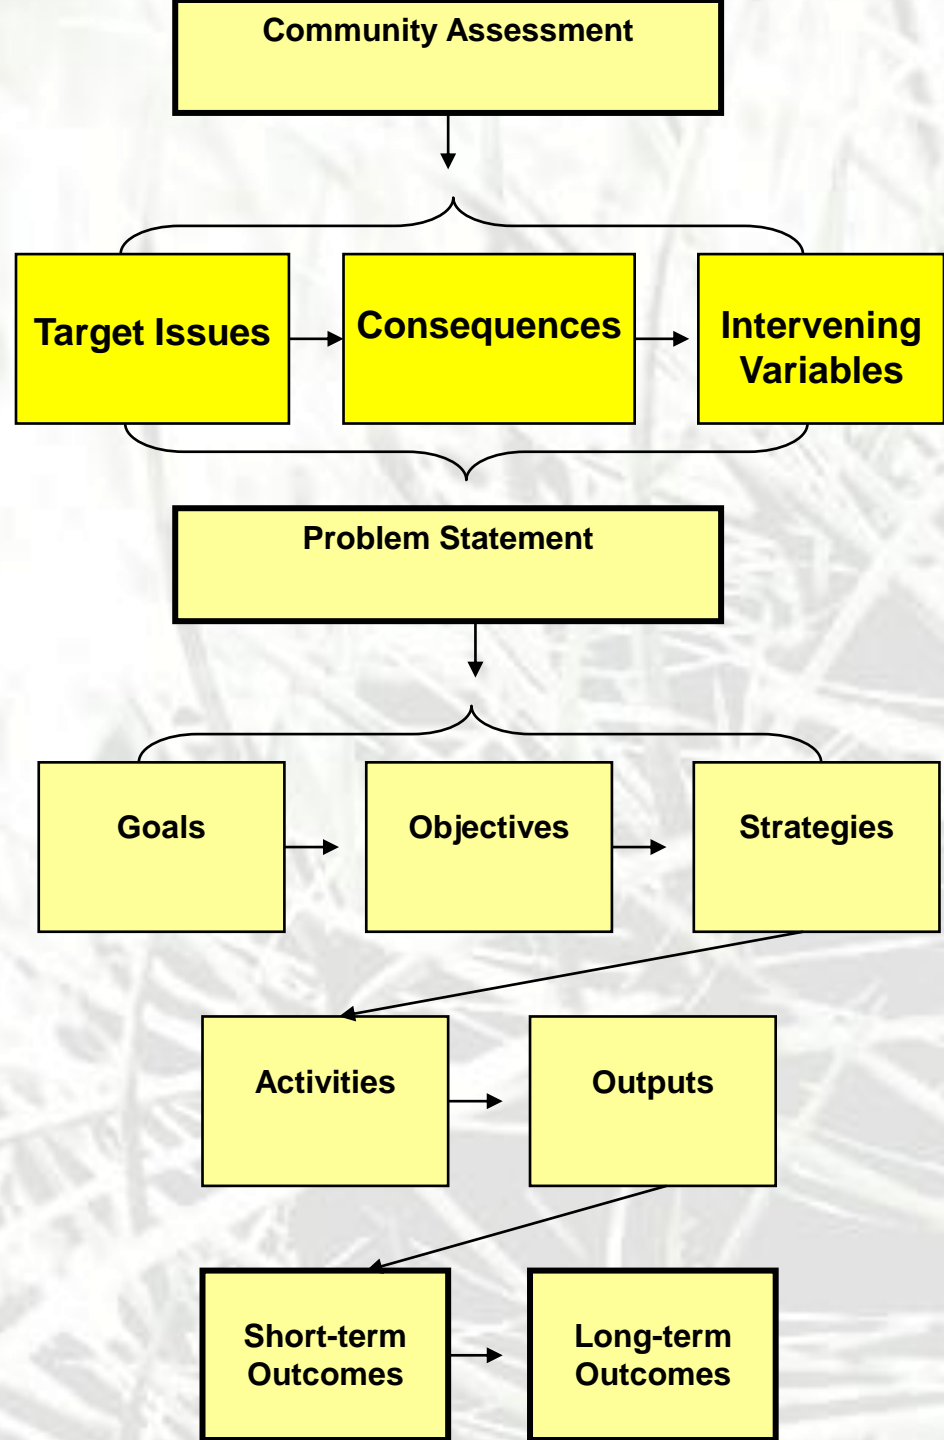 Community Assessment
Target Issues
Consequences
Intervening
Variables
Problem Statement
Goals
Objectives
Strategies
Activities
Outputs
Short-term
Outcomes
Long-term
Outcomes